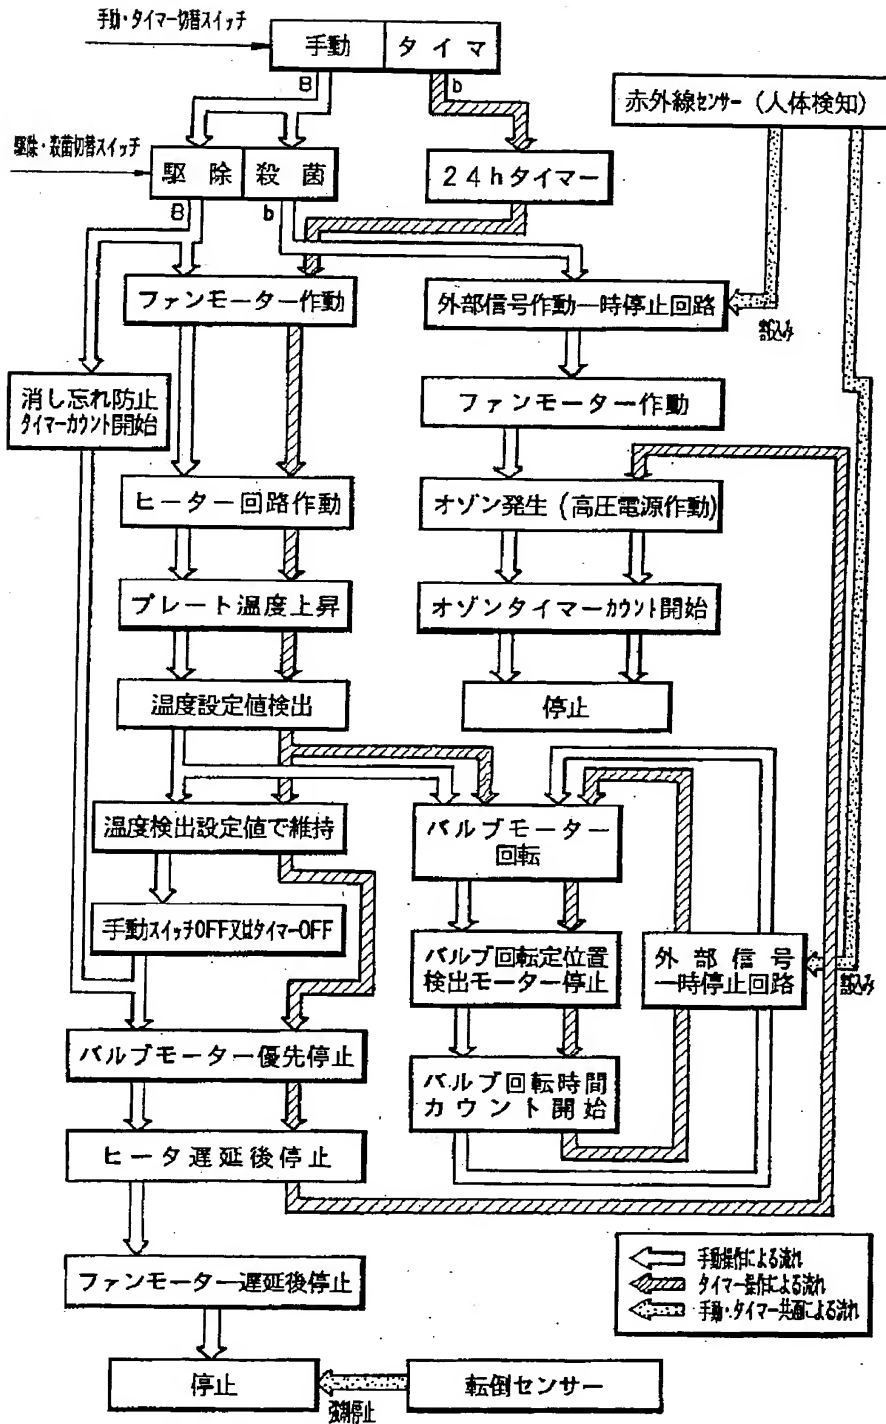 手動・タイマー切替スイッチ
手動 タイマ
a b
赤外線センサー（人体検知）
駆除・殺菌切替スイッチ
駆除 殺菌
24hタイマー
a b
ファンモーター作動
外部信号作動一時停止回路
割込み
消し忘れ防止
タイマーカウント開始
ファンモーター作動
ヒーター回路作動
オゾン発生（高圧電源作動）
プレート温度上昇
オゾンタイマーカウント開始
温度設定値検出
停止
温度検出設定値で維持
バルブモーター
回転
手動スイッチOFF又はタイマーOFF
バルブ回転定位置
検出モーター停止
外部信号
一時停止回路
割込み
バルブモーター優先停止
バルブ回転時間
カウント開始
ヒータ遅延後停止
ファンモーター遅延後停止
手動操作による流れ
タイマー操作による流れ
手動・タイマー共通による流れ
停止
転倒センサー
強制停止